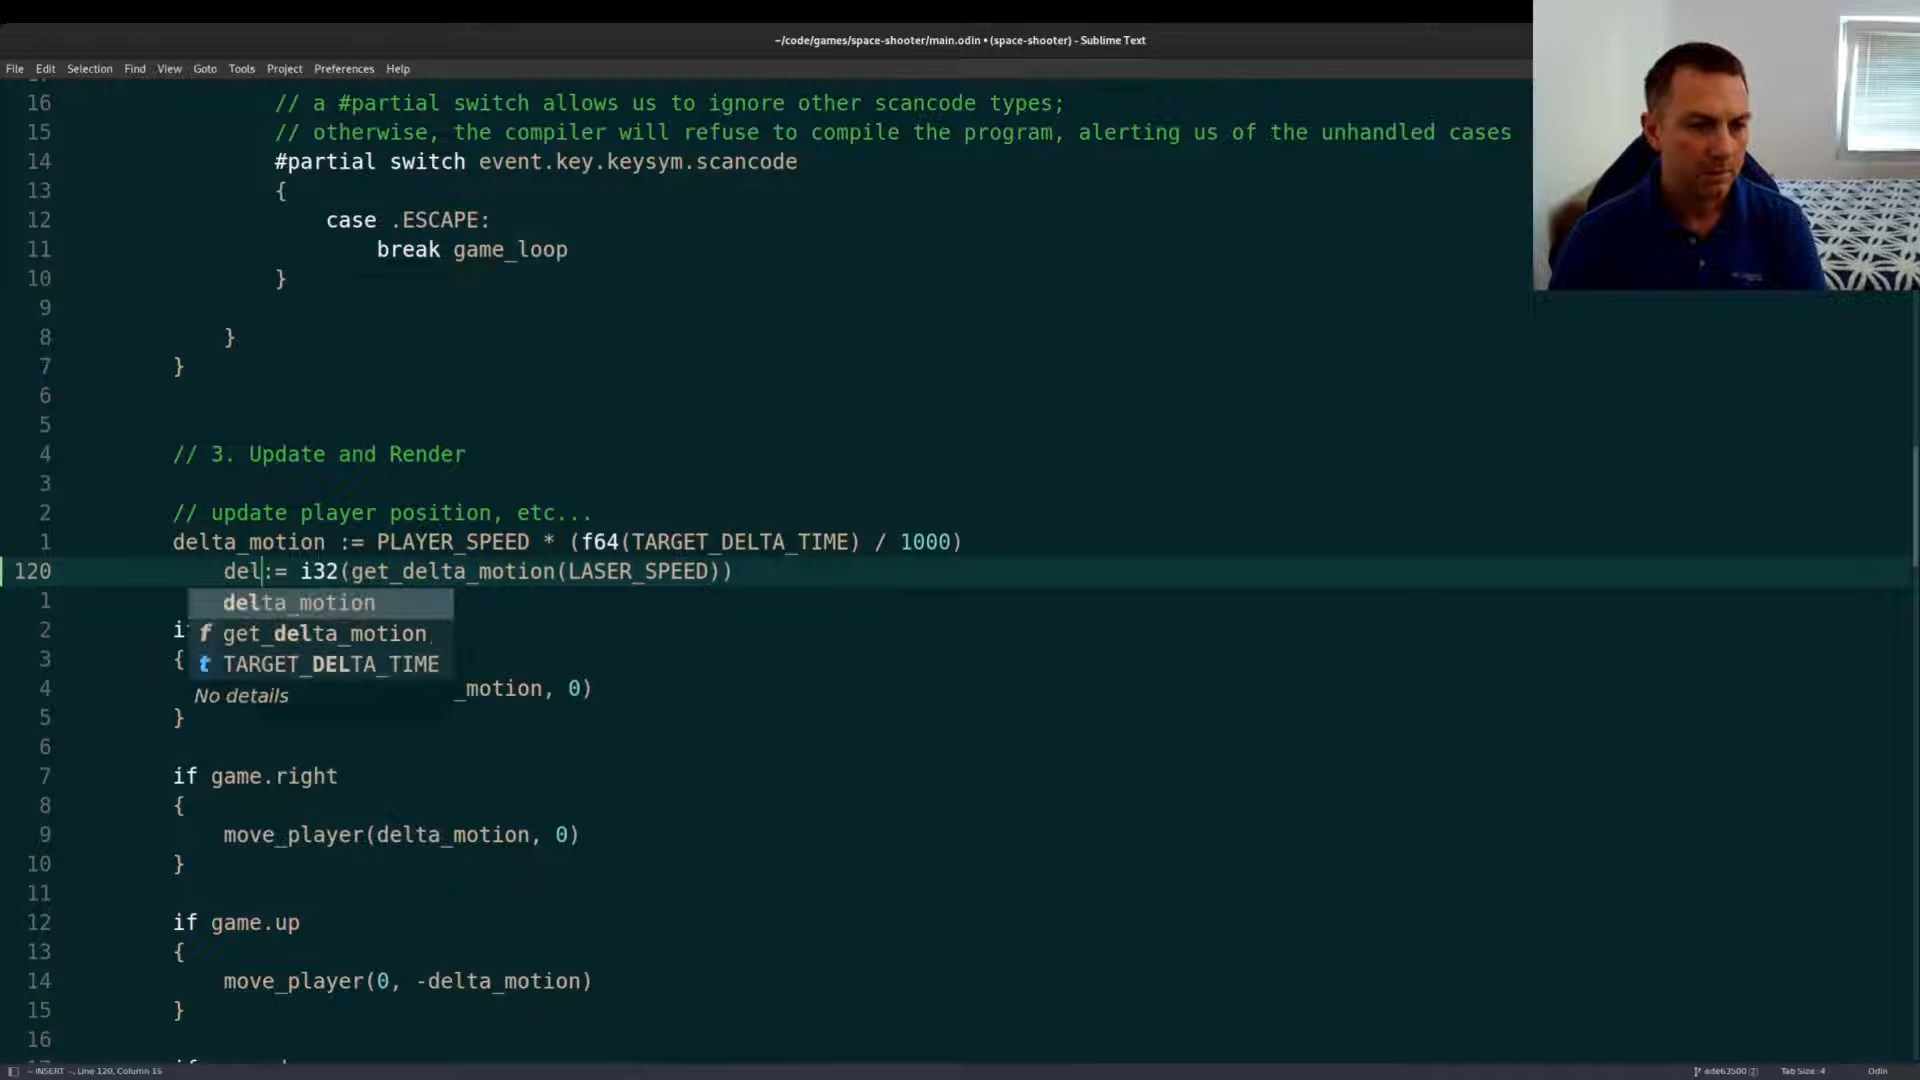 ~/code/games/space-shooter/main.odin • (space-shooter) - Sublime Text
File Edit Selection Find View Goto Tools Project Preferences Help
16 // a #partial switch allows us to ignore other scancode types;
15 // otherwise, the compiler will refuse to compile the program, alerting us of the unhandled cases
14 #partial switch event.key.keysym.scancode
13 {
12 case .ESCAPE:
11 break game_loop
10 }
9
8 }
7 }
6
5
4 // 3. Update and Render
3
2 // update player position, etc...
1 delta_motion := PLAYER_SPEED * (f64(TARGET_DELTA_TIME) / 1000)
120 del:= i32(get_delta_motion(LASER_SPEED))
1 delta_motion
2 i f get_delta_motion
3 { t TARGET_DELTA_TIME
No details
4 _motion, 0)
5 }
6
7 if game.right
8 {
9 move_player(delta_motion, 0)
10 }
11
12 if game.up
13 {
14 move_player(0, -delta_motion)
15 }
16
-- INSERT --, Line 120, Column 16
ede63500 2
Tab Size: 4
Odin